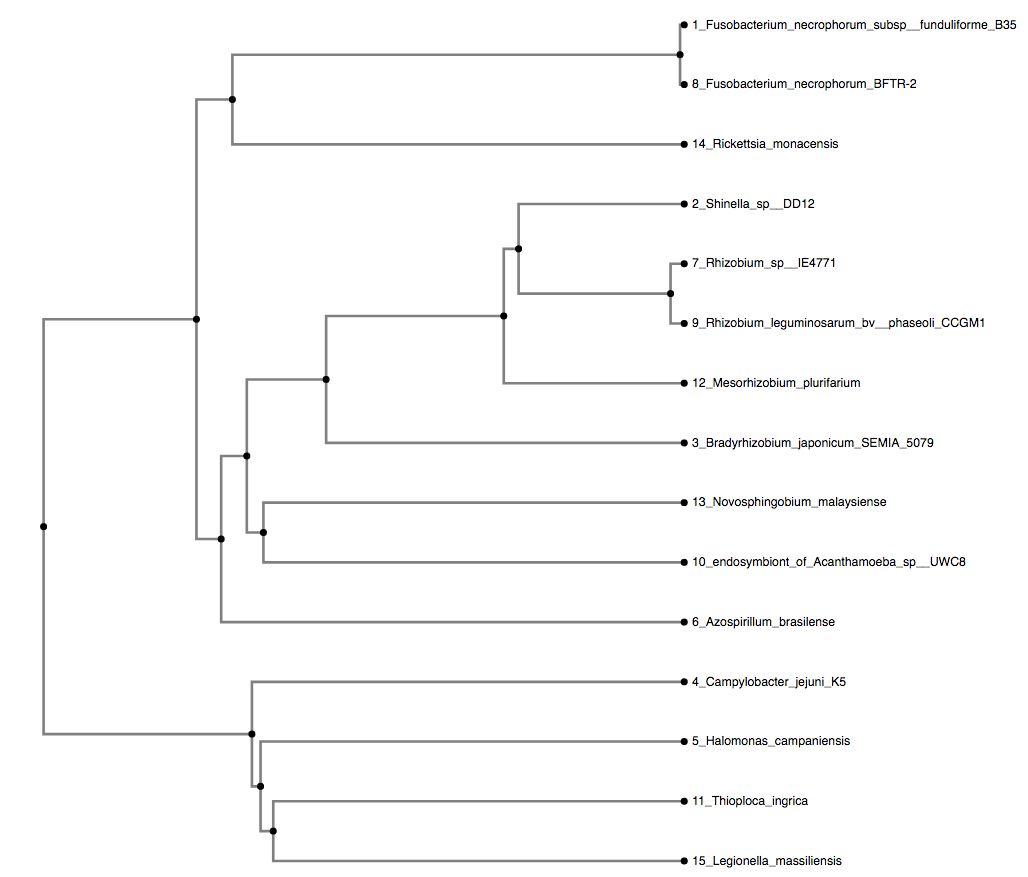 1_Fusobacterium_necrophorum_subsp__funduliforme_B35
8_Fusobacterium_necrophorum_BFTR-2
14_Rickettsia_monacensis
2_Shinella_sp__DD12
7_Rhizobium_sp__IE4771
9_Rhizobium_leguminosarum_bv__phaseoli_CCGM1
12_Mesorhizobium_plurifarium
3_Bradyrhizobium_japonicum_SEMIA_5079
13_Novosphingobium_malaysiense
10_endosymbiont_of_Acanthamoeba_sp__UWC8
6_Azospirillum_brasilense
4_Campylobacter_jejuni_K5
5_Halomonas_campaniensis
11_Thioploca_ingrica
15_Legionella_massiliensis